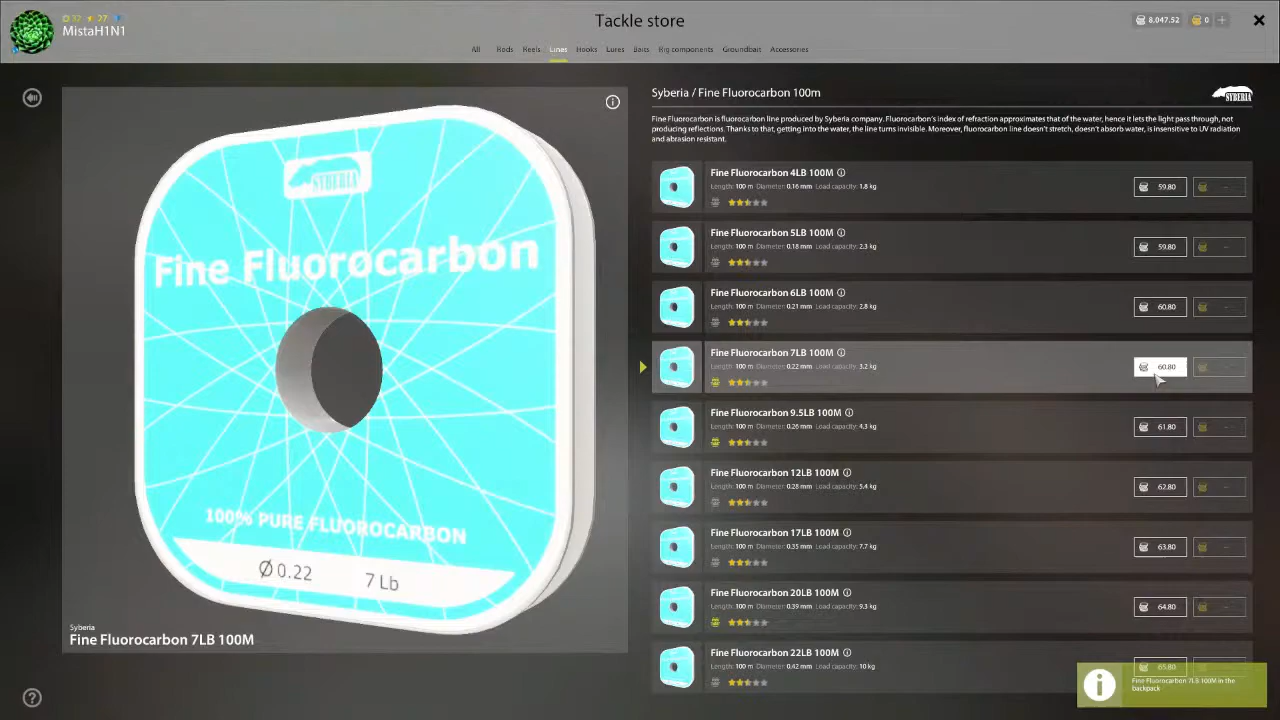 Tackle store
32 27
MistaH1N1
8,047.52 0
All Rods Reels Lines Hooks Lures Baits Rig components Groundbait Accessories
SYBERIA
Fine Fluorocarbon
100% PURE FLUOROCARBON
Ø 0.22 7 Lb
Syberia
Fine Fluorocarbon 7LB 100M
Syberia / Fine Fluorocarbon 100m
SYBERIA
Fine Fluorocarbon is fluorocarbon line produced by Syberia company. Fluorocarbon's index of refraction approximates that of the water, hence it lets the light pass through, not
producing reflections. Thanks to that, getting into the water, the line turns invisible. Moreover, fluorocarbon line doesn't stretch, doesn't absorb water, is insensitive to UV radiation
and abrasion resistant.
Fine Fluorocarbon 4LB 100M
Length: 100 m Diameter: 0.16 mm Load capacity: 1.8 kg
59.80
Fine Fluorocarbon 5LB 100M
Length: 100 m Diameter: 0.18 mm Load capacity: 2.3 kg
59.80
Fine Fluorocarbon 6LB 100M
Length: 100 m Diameter: 0.21 mm Load capacity: 2.8 kg
60.80
Fine Fluorocarbon 7LB 100M
Length: 100 m Diameter: 0.22 mm Load capacity: 3.2 kg
60.80
Fine Fluorocarbon 9.5LB 100M
Length: 100 m Diameter: 0.26 mm Load capacity: 4.3 kg
61.80
Fine Fluorocarbon 12LB 100M
Length: 100 m Diameter: 0.28 mm Load capacity: 5.4 kg
62.80
Fine Fluorocarbon 17LB 100M
Length: 100 m Diameter: 0.35 mm Load capacity: 7.7 kg
63.80
Fine Fluorocarbon 20LB 100M
Length: 100 m Diameter: 0.39 mm Load capacity: 9.3 kg
64.80
Fine Fluorocarbon 22LB 100M
Length: 100 m Diameter: 0.42 mm Load capacity: 10 kg
65.80
Fine Fluorocarbon 7LB 100M in the
backpack